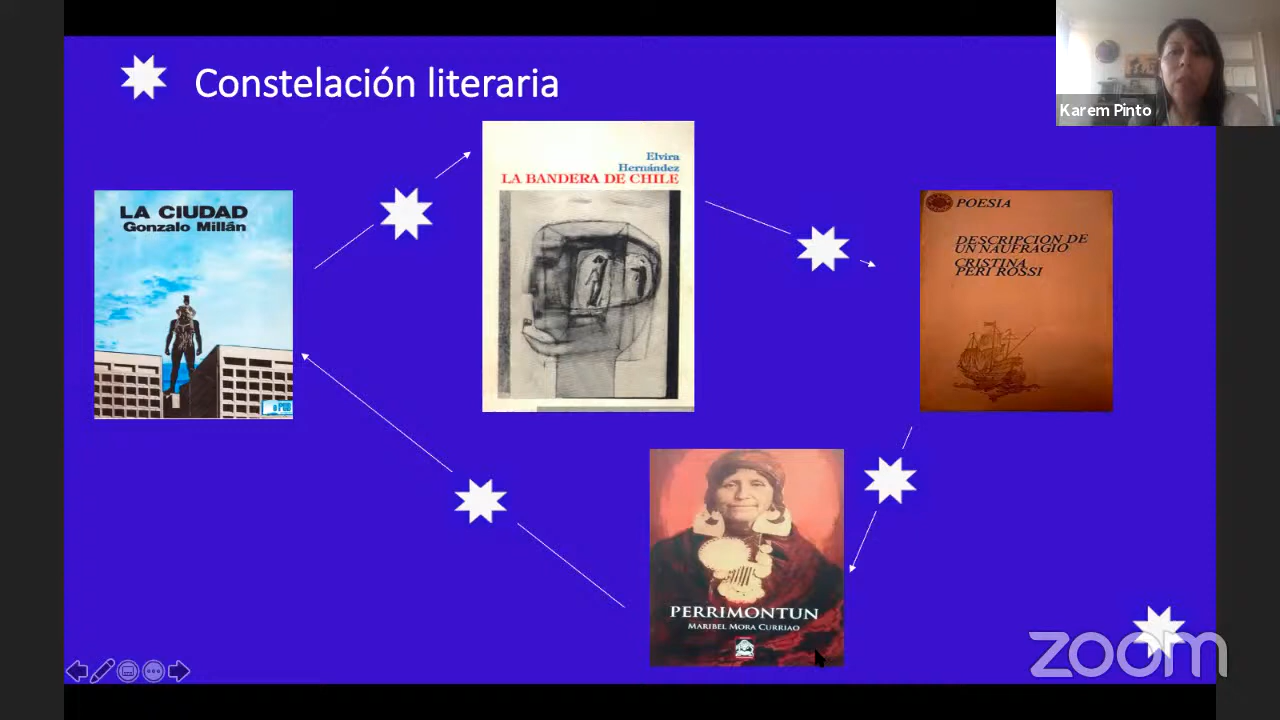 Constelación literaria
Karem Pinto
LA CIUDAD
Gonzalo Millán
Elvira
Hernández
LA BANDERA DE CHILE
POESIA
DESCRIPCION DE
UN NAUFRAGIO
CRISTINA
PERI ROSSI
PERRIMONTUN
MARIBEL MORA CURRIAO
zoom